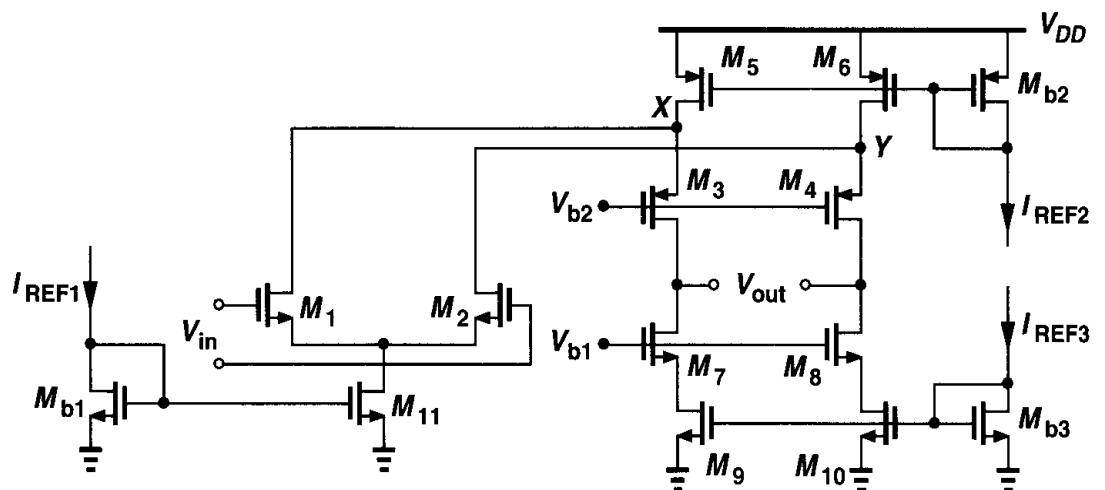 V_DD
M_5
M_6
M_b2
X
Y
M_3
M_4
V_b2
I_REF2
I_REF1
M_1
M_2
V_out
V_in
V_b1
I_REF3
M_7
M_8
M_b1
M_11
M_b3
M_9
M_10